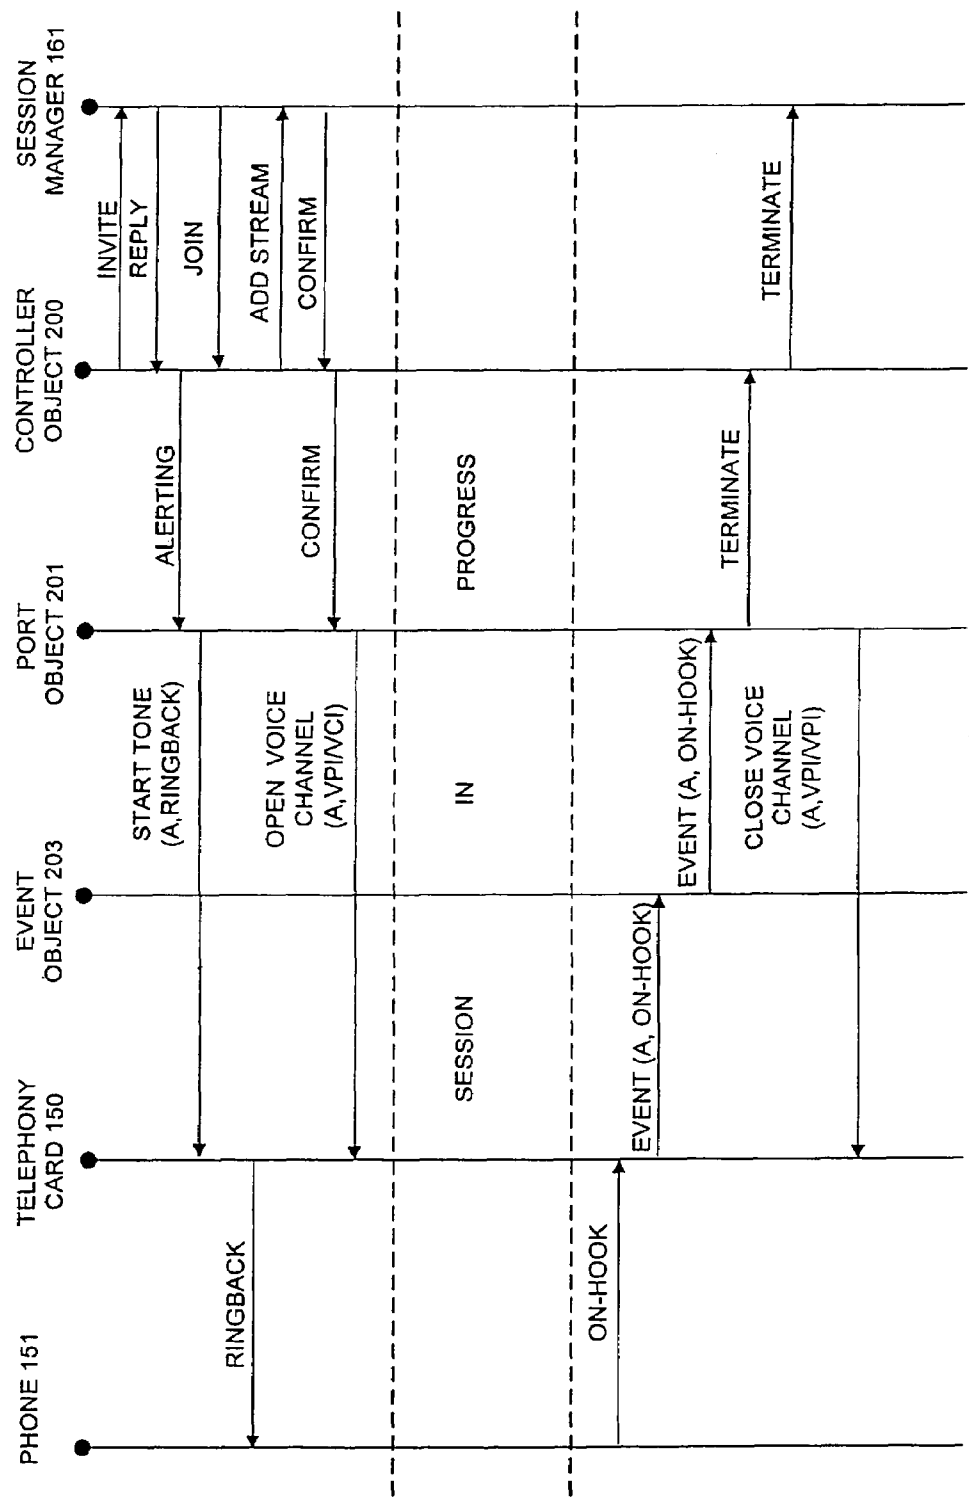 PHONE 151
TELEPHONY
CARD 150
EVENT
OBJECT 203
PORT
OBJECT 201
CONTROLLER
OBJECT 200
SESSION
MANAGER 161
INVITE
REPLY
ALERTING
START TONE
(A,RINGBACK)
JOIN
RINGBACK
ADD STREAM
CONFIRM
CONFIRM
OPEN VOICE
CHANNEL
(A,VPI/VCI)
SESSION
IN
PROGRESS
ON-HOOK
EVENT (A, ON-HOOK)
EVENT (A, ON-HOOK)
TERMINATE
TERMINATE
CLOSE VOICE
CHANNEL
(A,VPI/VPI)